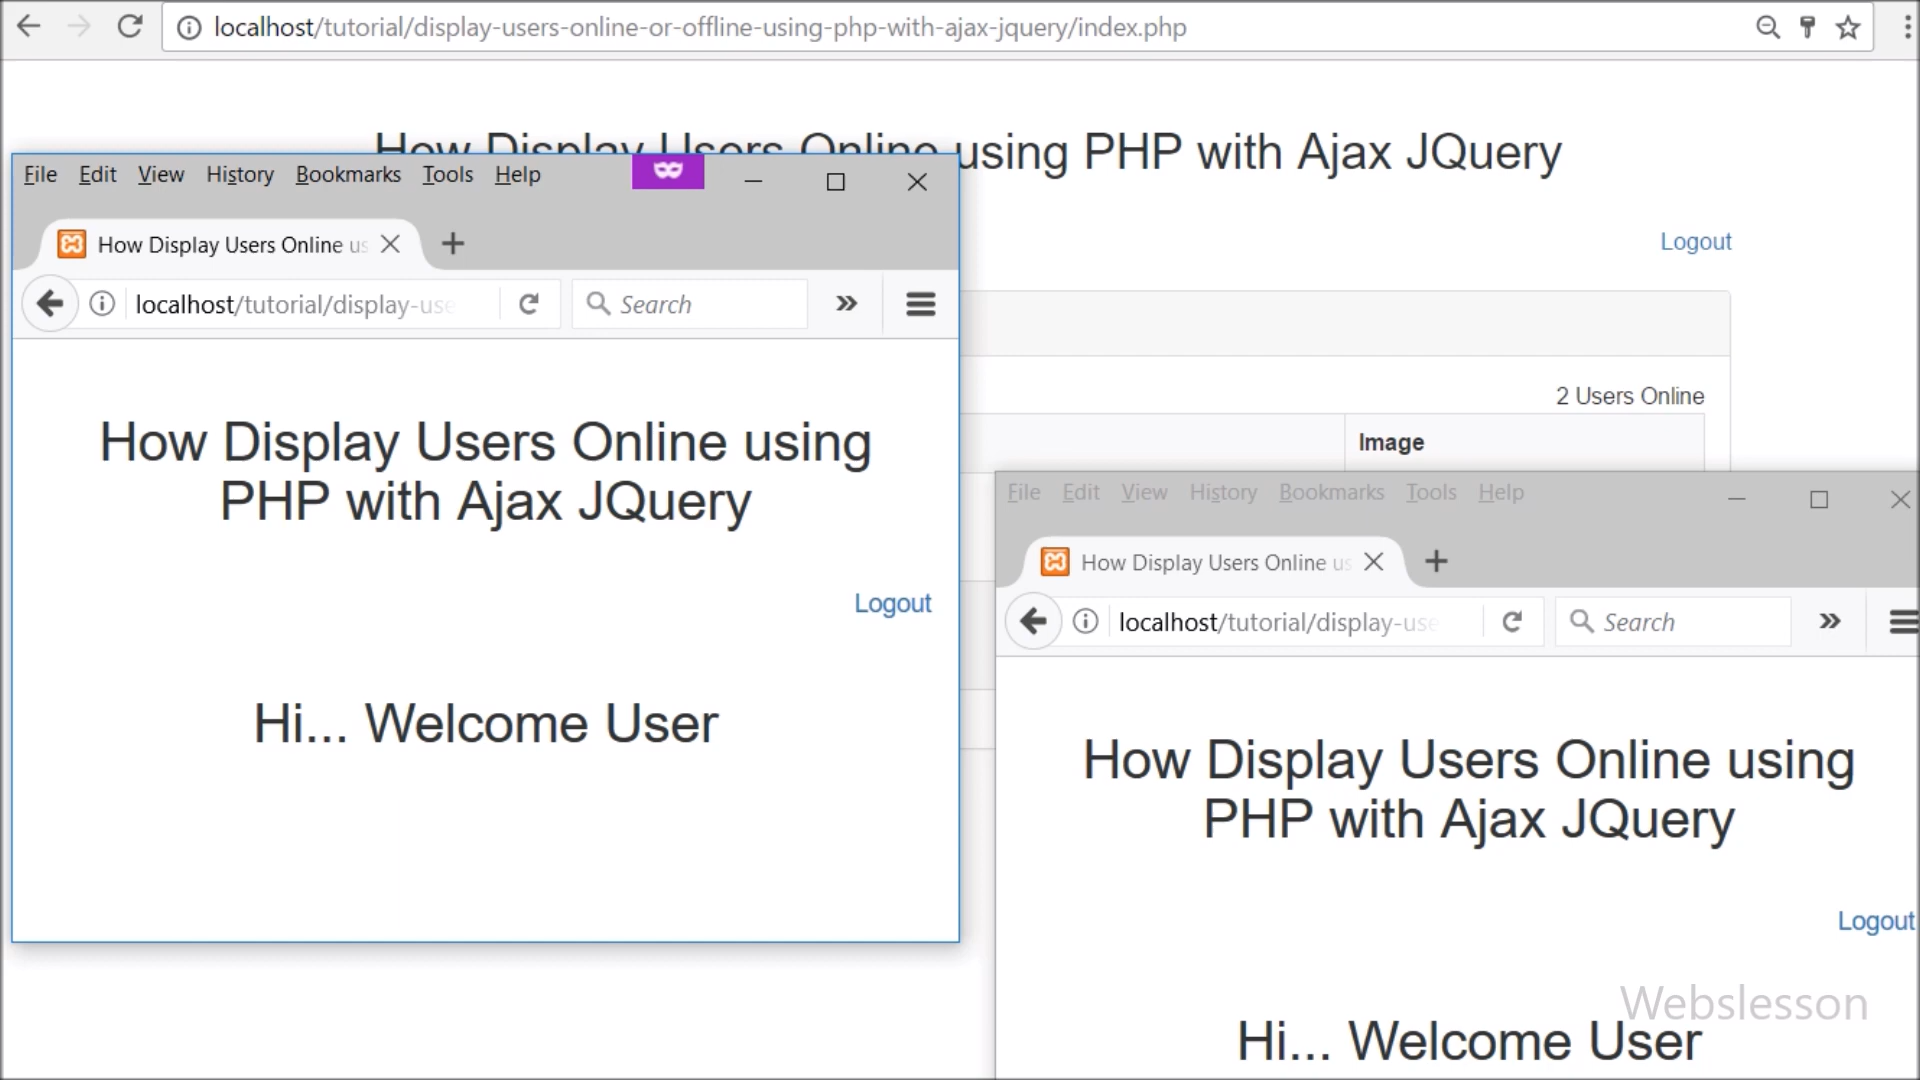 localhost/tutorial/display-users-online-or-offline-using-php-with-ajax-jquery/index.php
How Display Users Online using PHP with Ajax JQuery
Logout
2 Users Online
Image
File Edit View History Bookmarks Tools Help
How Display Users Online us
localhost/tutorial/display-use
Search
How Display Users Online using
PHP with Ajax JQuery
Logout
Hi... Welcome User
File Edit View History Bookmarks Tools Help
How Display Users Online us
localhost/tutorial/display-use
Search
How Display Users Online using
PHP with Ajax JQuery
Logout
Webslesson
Hi... Welcome User